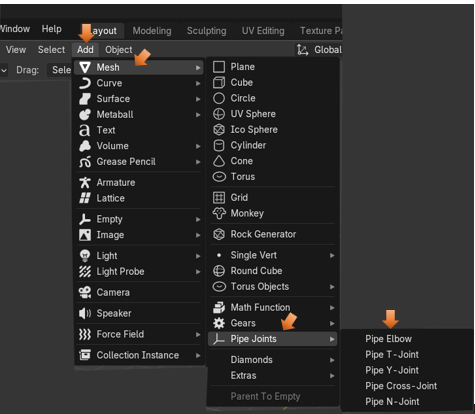 Window Help Layout Modeling Sculpting UV Editing Texture
View Select Add Object Global
Drag: Sele
Mesh
Curve
Surface
Metaball
Text
Volume
Grease Pencil
Armature
Lattice
Empty
Image
Light
Light Probe
Camera
Speaker
Force Field
Collection Instance
Plane
Cube
Circle
UV Sphere
Ico Sphere
Cylinder
Cone
Torus
Grid
Monkey
Rock Generator
Single Vert
Round Cube
Torus Objects
Math Function
Gears
Pipe Joints
Diamonds
Extras
Parent To Empty
Pipe Elbow
Pipe T-Joint
Pipe Y-Joint
Pipe Cross-Joint
Pipe N-Joint